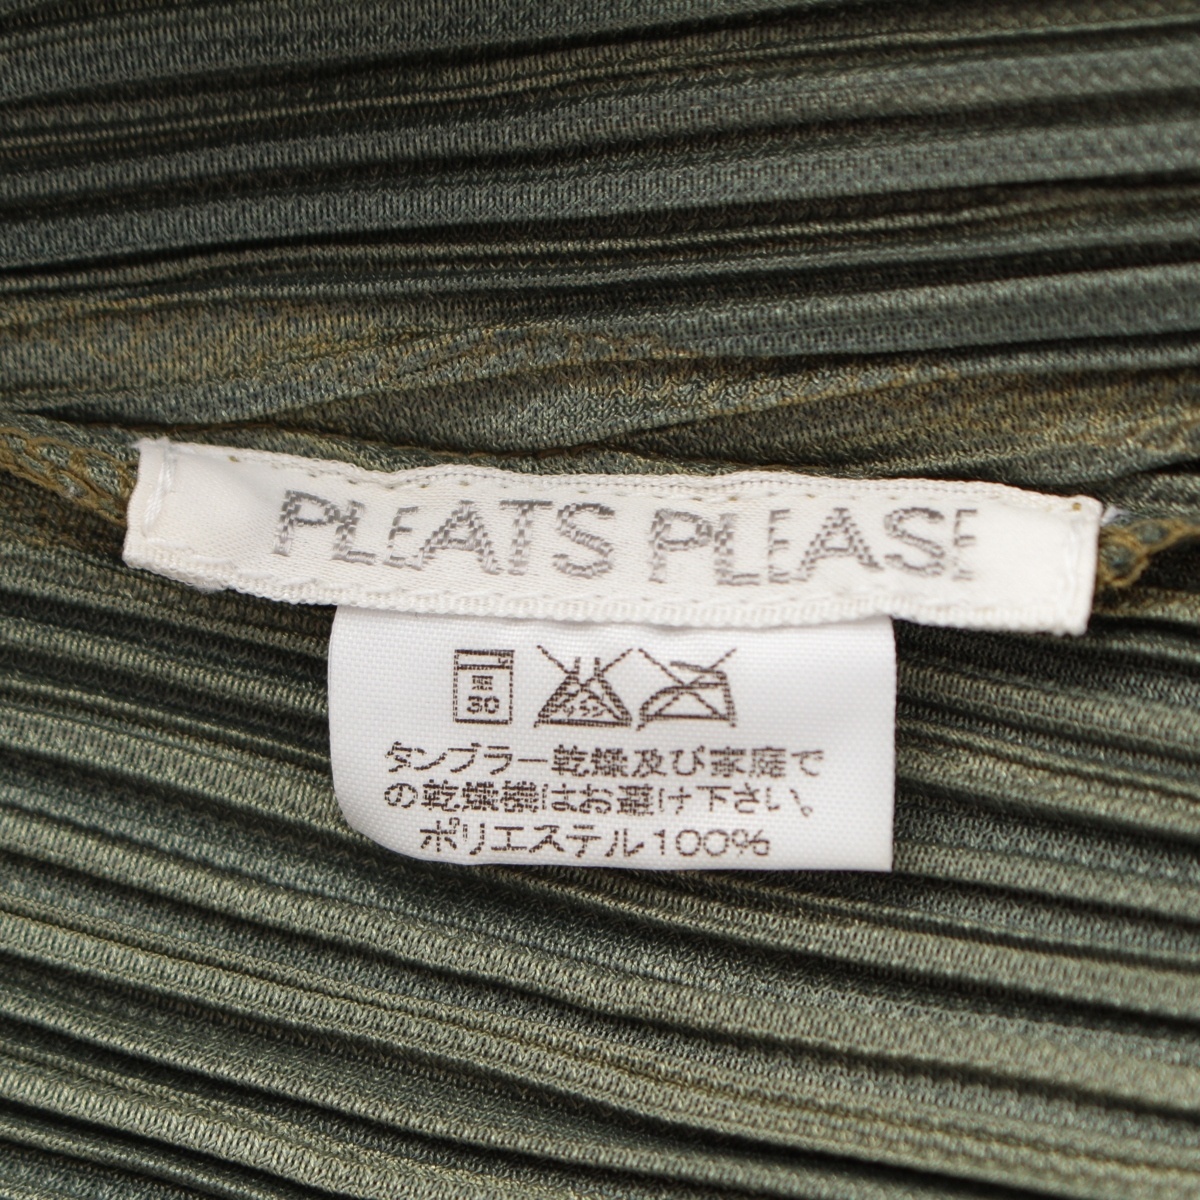 PLEATS PLEASE
30
タンブラー乾燥及び家庭で
の乾燥機はお避け下さい。
ポリエステル100%